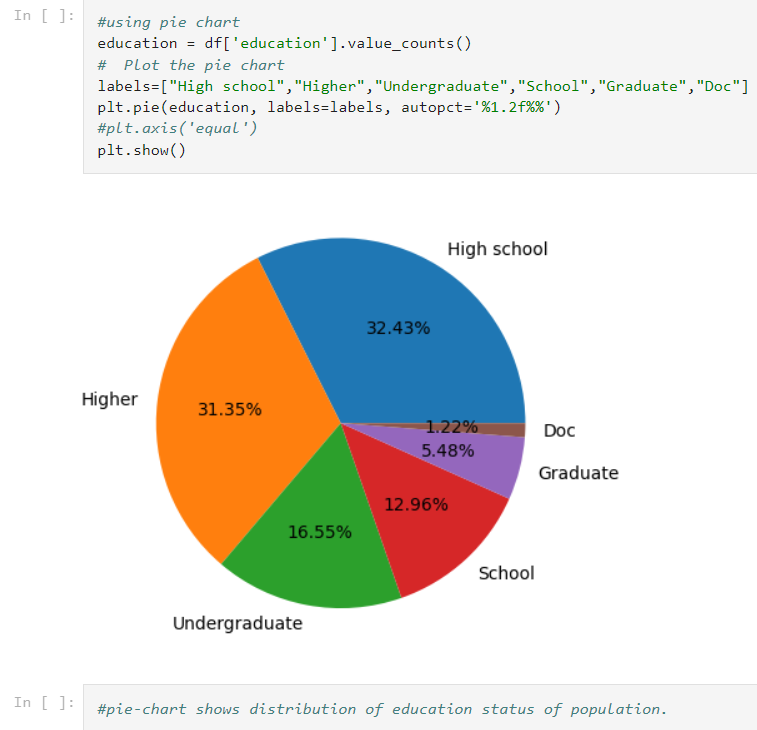 In [ ]:
#using pie chart
education = df['education'].value_counts()
#  Plot the pie chart
labels=["High school","Higher","Undergraduate","School","Graduate","Doc"]
plt.pie(education, labels=labels, autopct='%1.2f%%')
#plt.axis('equal')
plt.show()
High school
32.43%
Higher
31.35%
1.22%
Doc
5.48%
Graduate
12.96%
16.55%
School
Undergraduate
In [ ]:
#pie-chart shows distribution of education status of population.